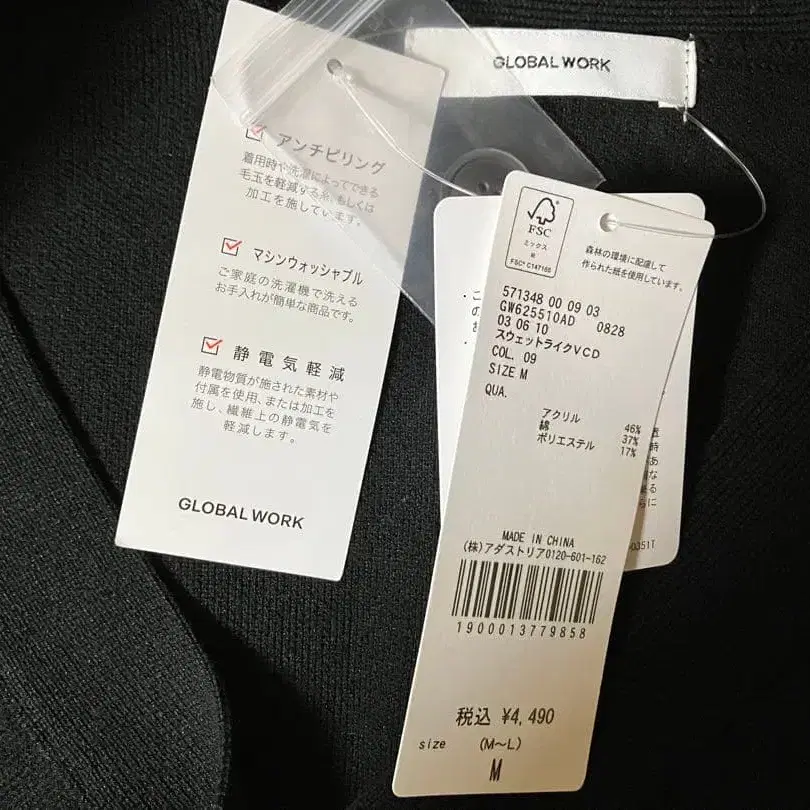 GLOBAL WORK
アンチピリング
着用時や洗濯によってできる
毛玉を軽減する糸、もしくは
加工を施しています。
マシンウォッシャブル
ご家庭の洗濯機で洗える
お手入れが簡単な商品です。
静電気軽減
静電物質が施された素材や
付属を使用、または加工を
施し、繊維上の静電気を
軽減します。
GLOBAL WORK
FSC
ミックス
紙
FSC® C147166
森林の環境に配慮して
作られた紙を使用しています。
571348 00 09 03
GW625510AD 0828
03 06 10
スウェットライクVCD
COL. 09
SIZE M
QUA.
アクリル 46%
綿 37%
ポリエステル 17%
MADE IN CHINA
(株)アダストリア0120-601-162
1900013779858
税込 ¥4,490
size (M~L)
M
0351T